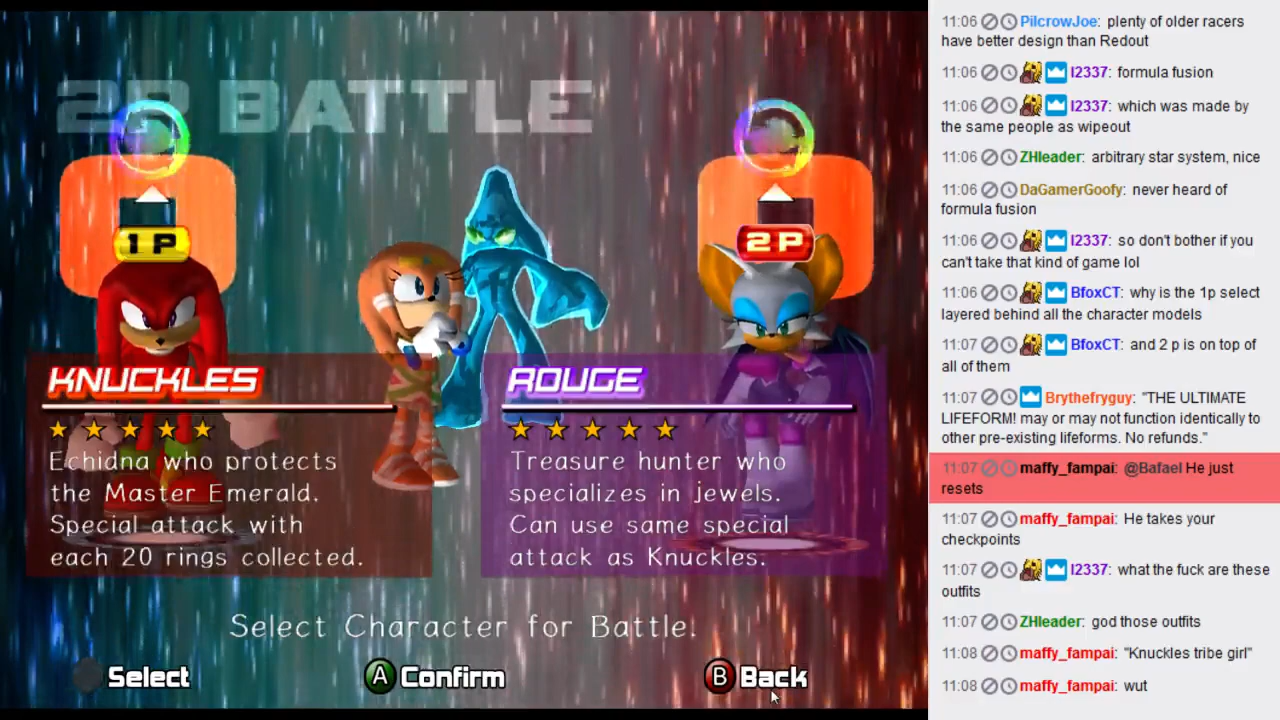 2P BATTLE
1P
2P
KNUCKLES
Echidna who protects
the Master Emerald.
Special attack with
each 20 rings collected.
ROUGE
Treasure hunter who
specializes in jewels.
Can use same special
attack as Knuckles.
Select Character for Battle.
Select
A Confirm
B Back
11:06 PilcrowJoe: plenty of older racers
have better design than Redout
11:06 I2337: formula fusion
11:06 I2337: which was made by
the same people as wipeout
11:06 ZHleader: arbitrary star system, nice
11:06 DaGamerGoofy: never heard of
formula fusion
11:06 I2337: so don't bother if you
can't take that kind of game lol
11:06 BfoxCT: why is the 1p select
layered behind all the character models
11:07 BfoxCT: and 2 p is on top of
all of them
11:07 Brythefryguy: "THE ULTIMATE
LIFEFORM! may or may not function identically to
other pre-existing lifeforms. No refunds."
11:07 maffy_fampai: @Bafael He just
resets
11:07 maffy_fampai: He takes your
checkpoints
11:07 I2337: what the fuck are these
outfits
11:07 ZHleader: god those outfits
11:08 maffy_fampai: "Knuckles tribe girl"
11:08 maffy_fampai: wut